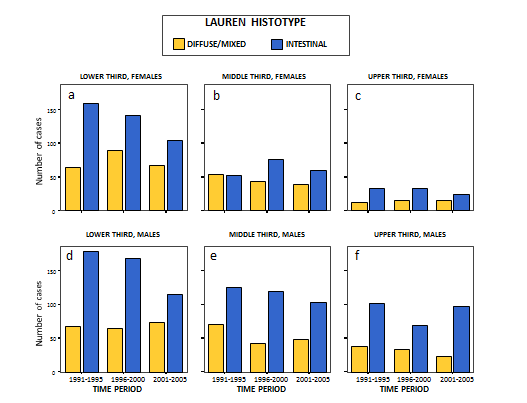 LAUREN HISTOTYPE
DIFFUSE/MIXED INTESTINAL
LOWER THIRD, FEMALES MIDDLE THIRD, FEMALES UPPER THIRD, FEMALES
a b c
Number of cases
150
100
50
0
LOWER THIRD, MALES MIDDLE THIRD, MALES UPPER THIRD, MALES
d e f
Number of cases
150
100
50
0
1991-1995 1996-2000 2001-2005 1991-1995 1996-2000 2001-2005 1991-1995 1996-2000 2001-2005
TIME PERIOD TIME PERIOD TIME PERIOD